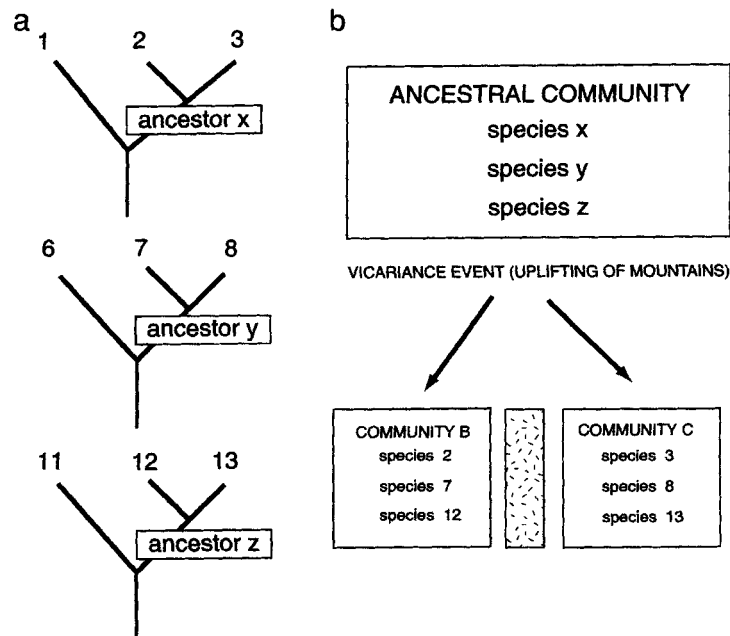 a
1 2 3
ancestor x
6 7 8
ancestor y
11 12 13
ancestor z
b
ANCESTRAL COMMUNITY
species x
species y
species z
VICARIANCE EVENT (UPLIFTING OF MOUNTAINS)
COMMUNITY B
species 2
species 7
species 12
COMMUNITY C
species 3
species 8
species 13